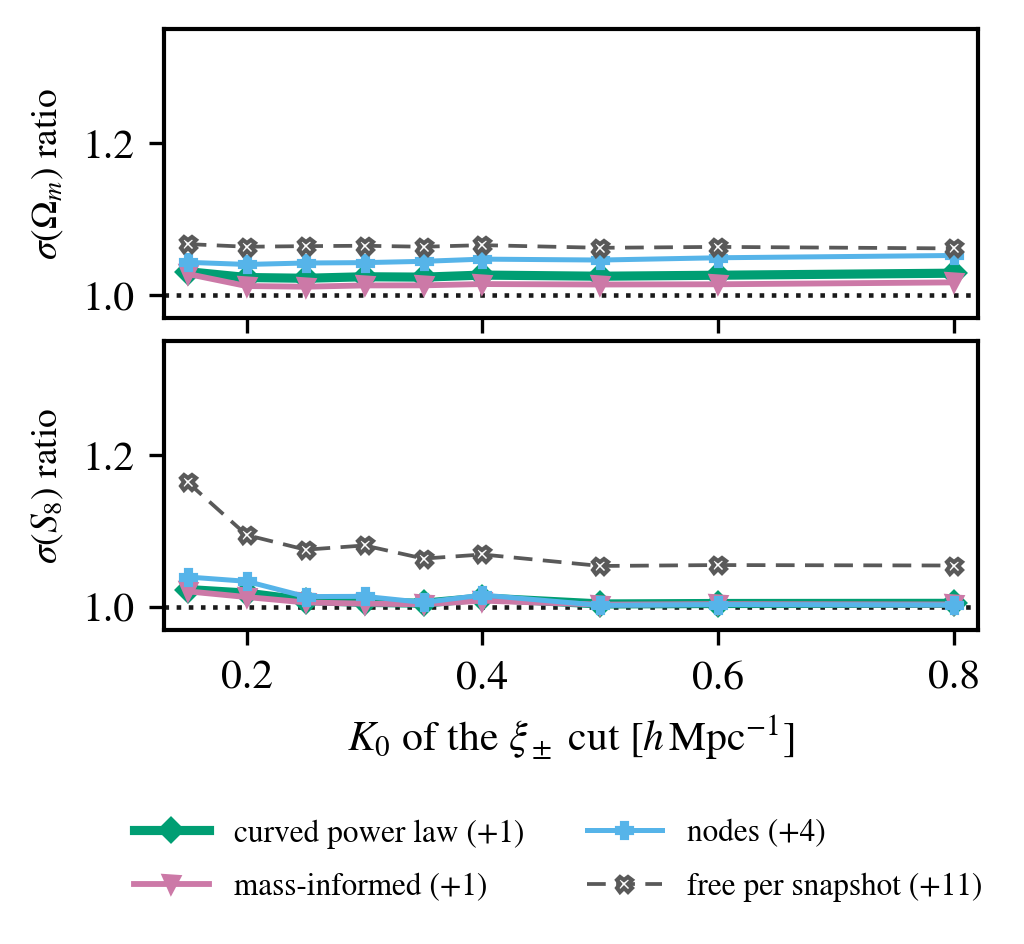 σ(Ωₘ) ratio
1.2
1.0
σ(S₈) ratio
1.2
1.0
0.2 0.4 0.6 0.8
K₀ of the ξ± cut [h Mpc⁻¹]
curved power law (+1)
nodes (+4)
mass-informed (+1)
free per snapshot (+11)